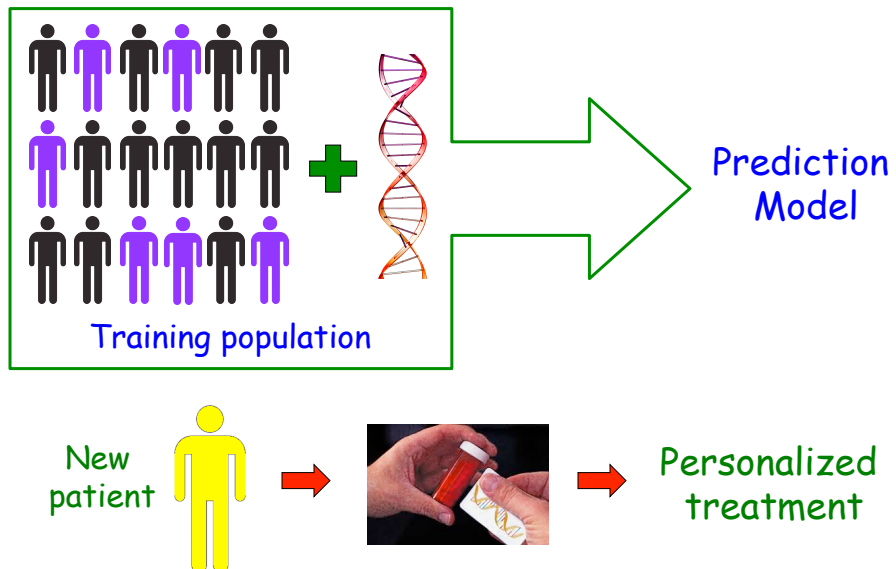 Prediction
Model
Training population
New
patient
Personalized
treatment